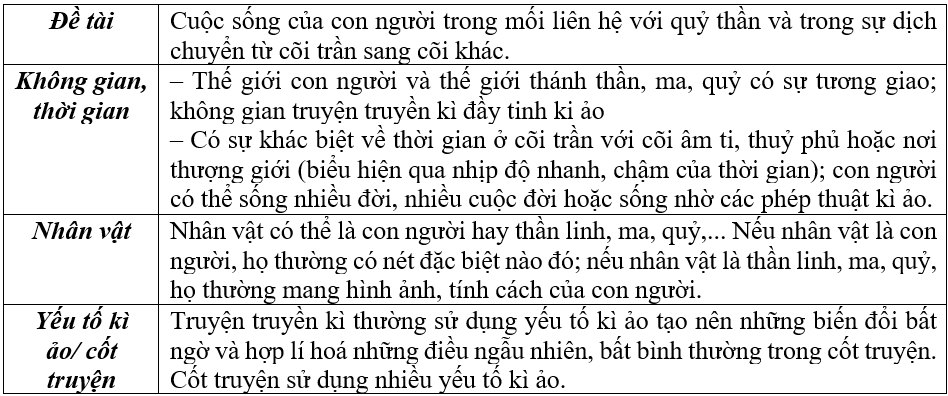 Đề tài
Cuộc sống của con người trong mối liên hệ với quỷ thần và trong sự dịch
chuyển từ cõi trần sang cõi khác.
Không gian,
thời gian
– Thế giới con người và thế giới thánh thần, ma, quỷ có sự tương giao;
không gian truyện truyền kì đầy tinh ki ảo
– Có sự khác biệt về thời gian ở cõi trần với cõi âm ti, thuỷ phủ hoặc nơi
thượng giới (biểu hiện qua nhịp độ nhanh, chậm của thời gian); con người
có thể sống nhiều đời, nhiều cuộc đời hoặc sống nhờ các phép thuật kì ảo.
Nhân vật
Nhân vật có thể là con người hay thần linh, ma, quỷ,... Nếu nhân vật là con
người, họ thường có nét đặc biệt nào đó; nếu nhân vật là thần linh, ma, quỷ,
họ thường mang hình ảnh, tính cách của con người.
Yếu tố kì
ảo/ cốt
truyện
Truyện truyền kì thường sử dụng yếu tố kì ảo tạo nên những biến đổi bất
ngờ và hợp lí hoá những điều ngẫu nhiên, bất bình thường trong cốt truyện.
Cốt truyện sử dụng nhiều yếu tố kì ảo.